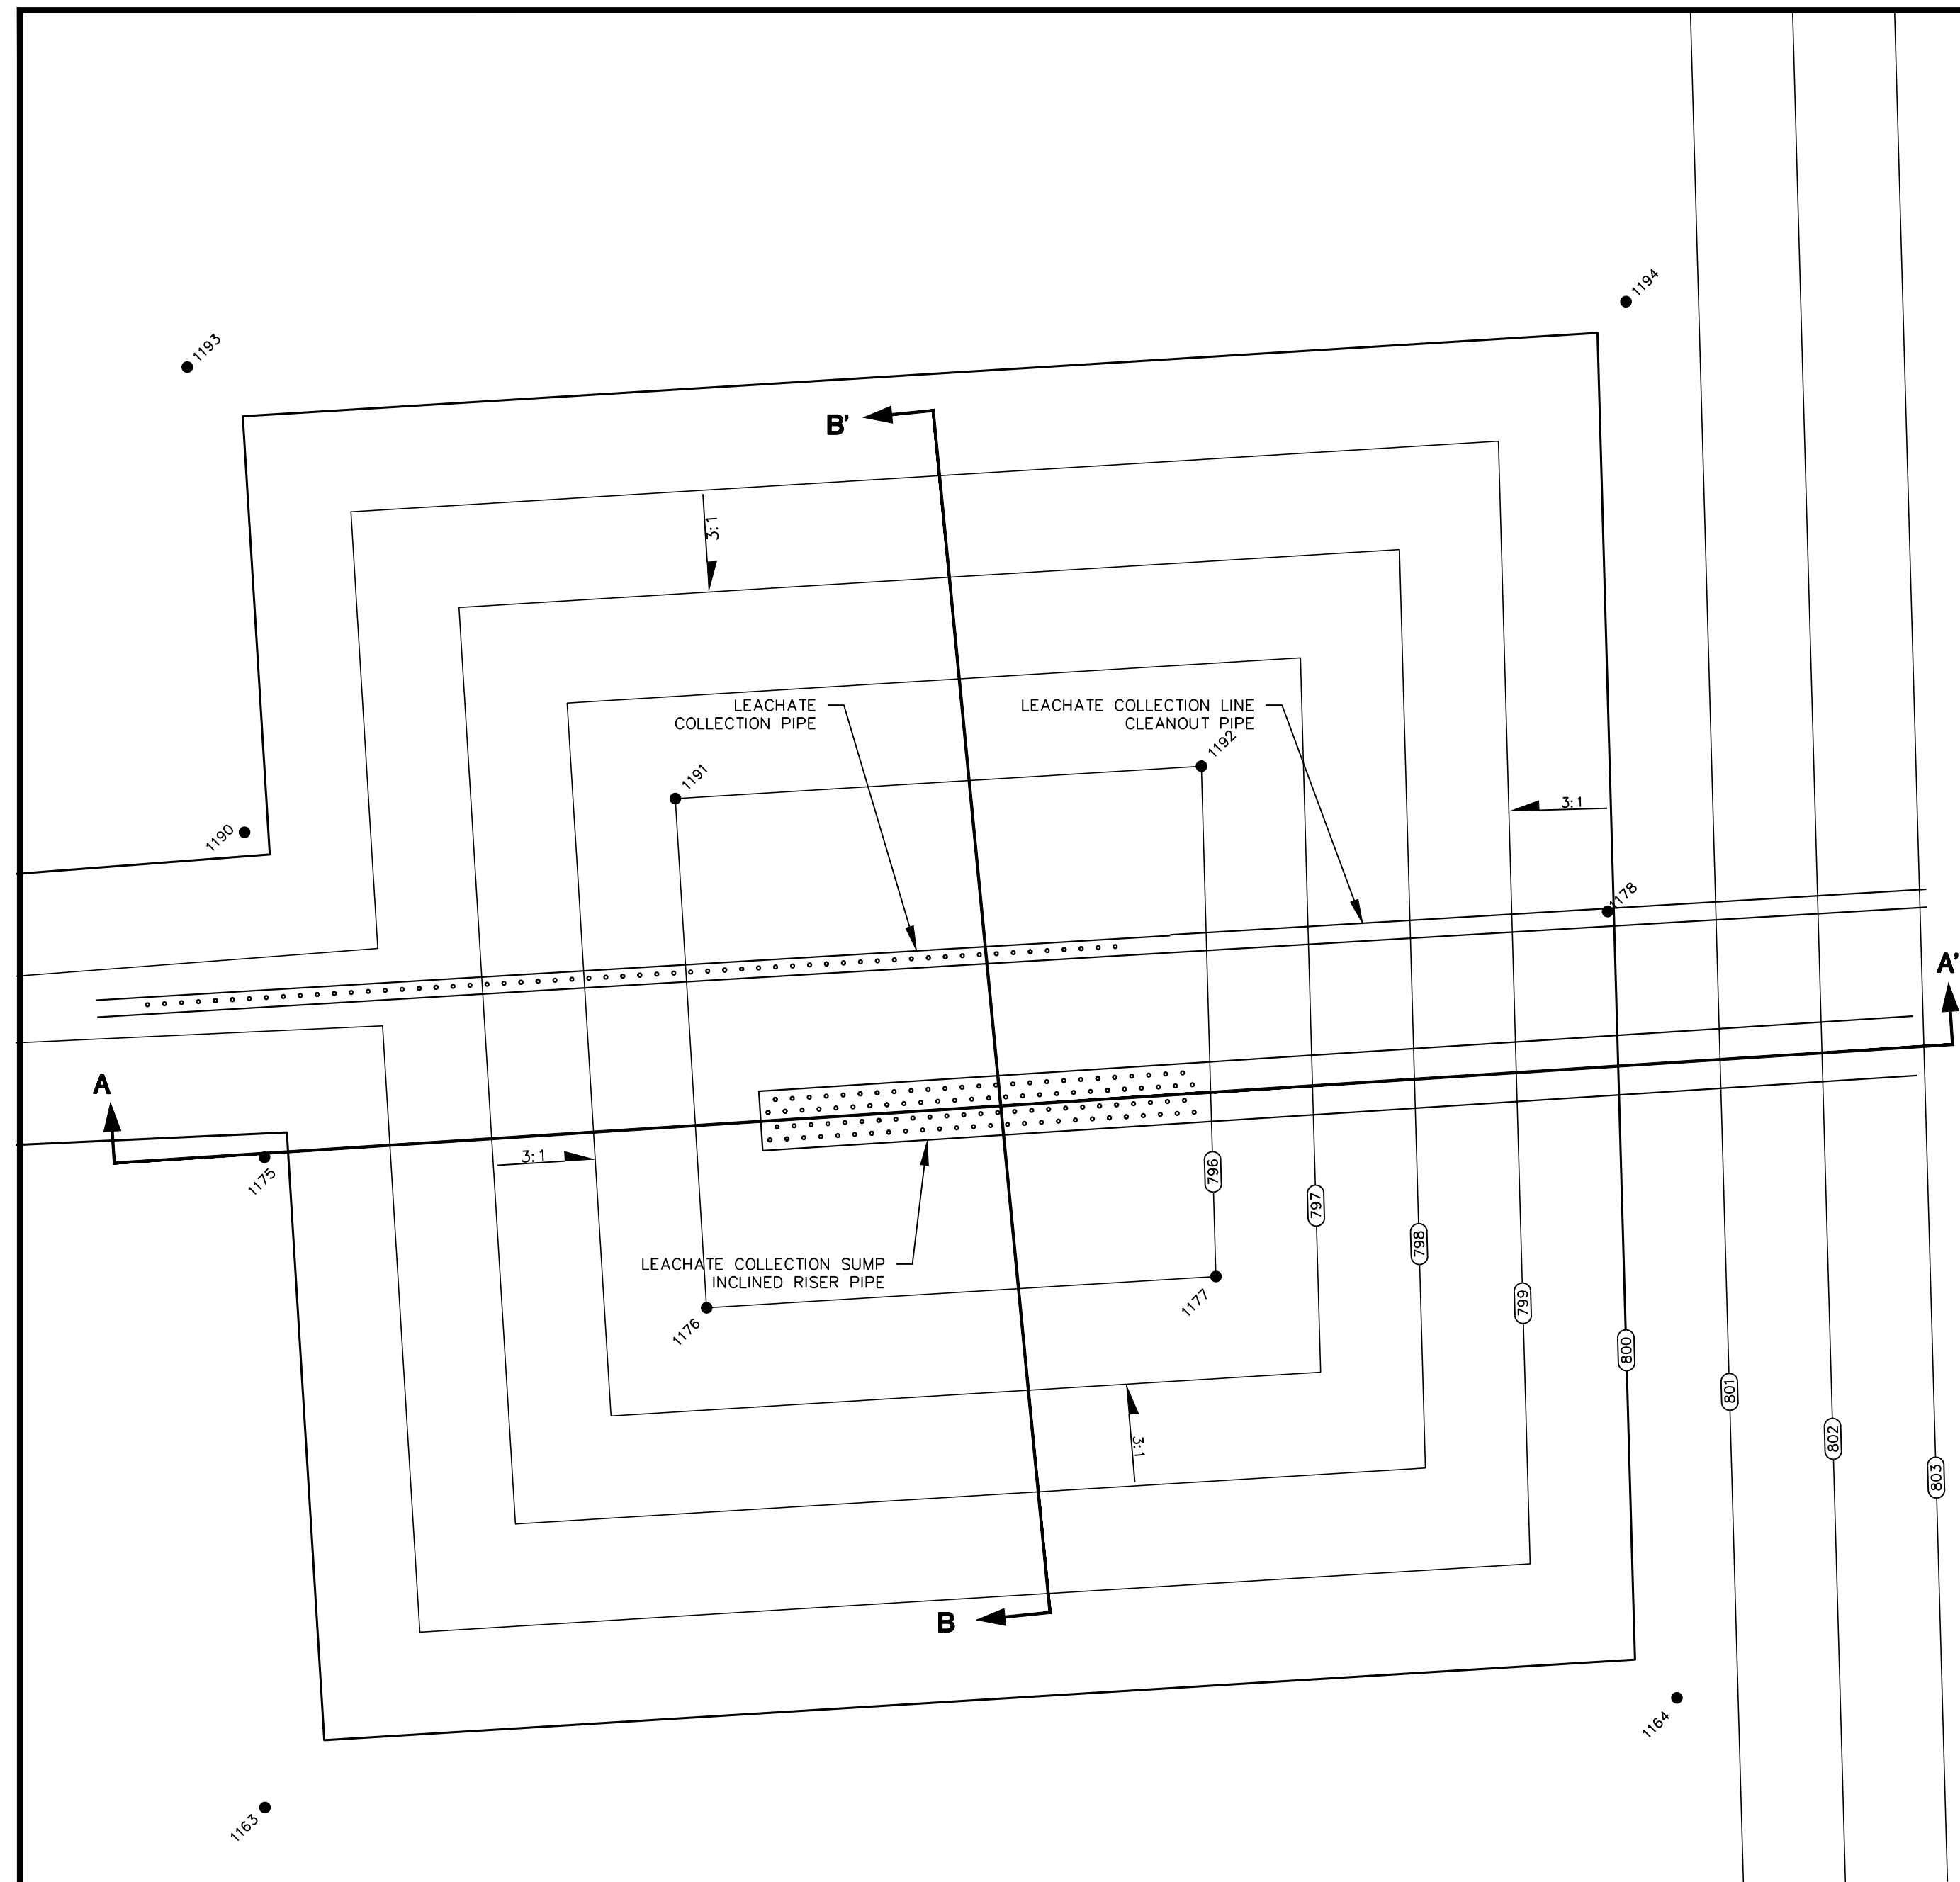 1194
1193
B'
3:1
LEACHATE
COLLECTION PIPE
LEACHATE COLLECTION LINE
CLEANOUT PIPE
1192
1191
3:1
1190
1178
A'
A
3:1
1175
796
797
798
LEACHATE COLLECTION SUMP
INCLINED RISER PIPE
1177
1176
799
800
801
802
3:1
803
B
1164
1163